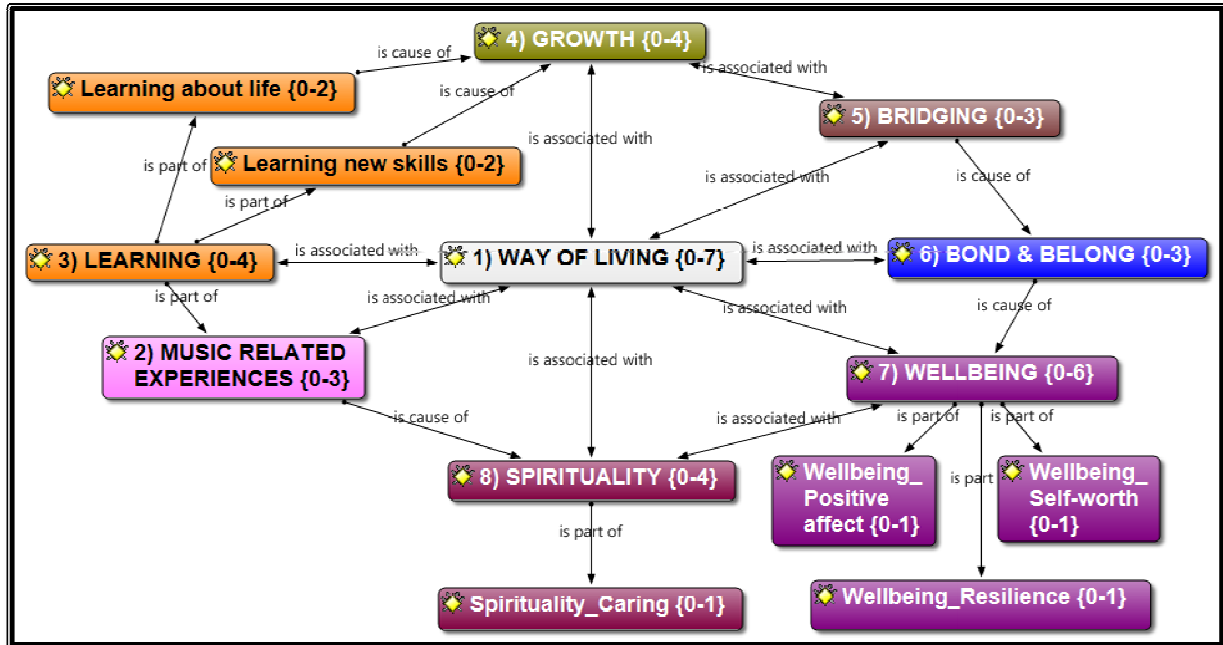 4) GROWTH {0-4}
is cause of
is associated with
Learning about life {0-2}
is cause of
5) BRIDGING {0-3}
is associated with
Learning new skills {0-2}
is part of
is associated with
is cause of
is part of
3) LEARNING {0-4}
is associated with
1) WAY OF LIVING {0-7}
is associated with
6) BOND & BELONG {0-3}
is part of
is associated with
is associated with
is cause of
2) MUSIC RELATED
EXPERIENCES {0-3}
is associated with
7) WELLBEING {0-6}
is cause of
is associated with
is part of
is part of
8) SPIRITUALITY {0-4}
Wellbeing_
Positive
affect {0-1}
is part
Wellbeing_
Self-worth
{0-1}
is part of
Spirituality_Caring {0-1}
Wellbeing_Resilience {0-1}